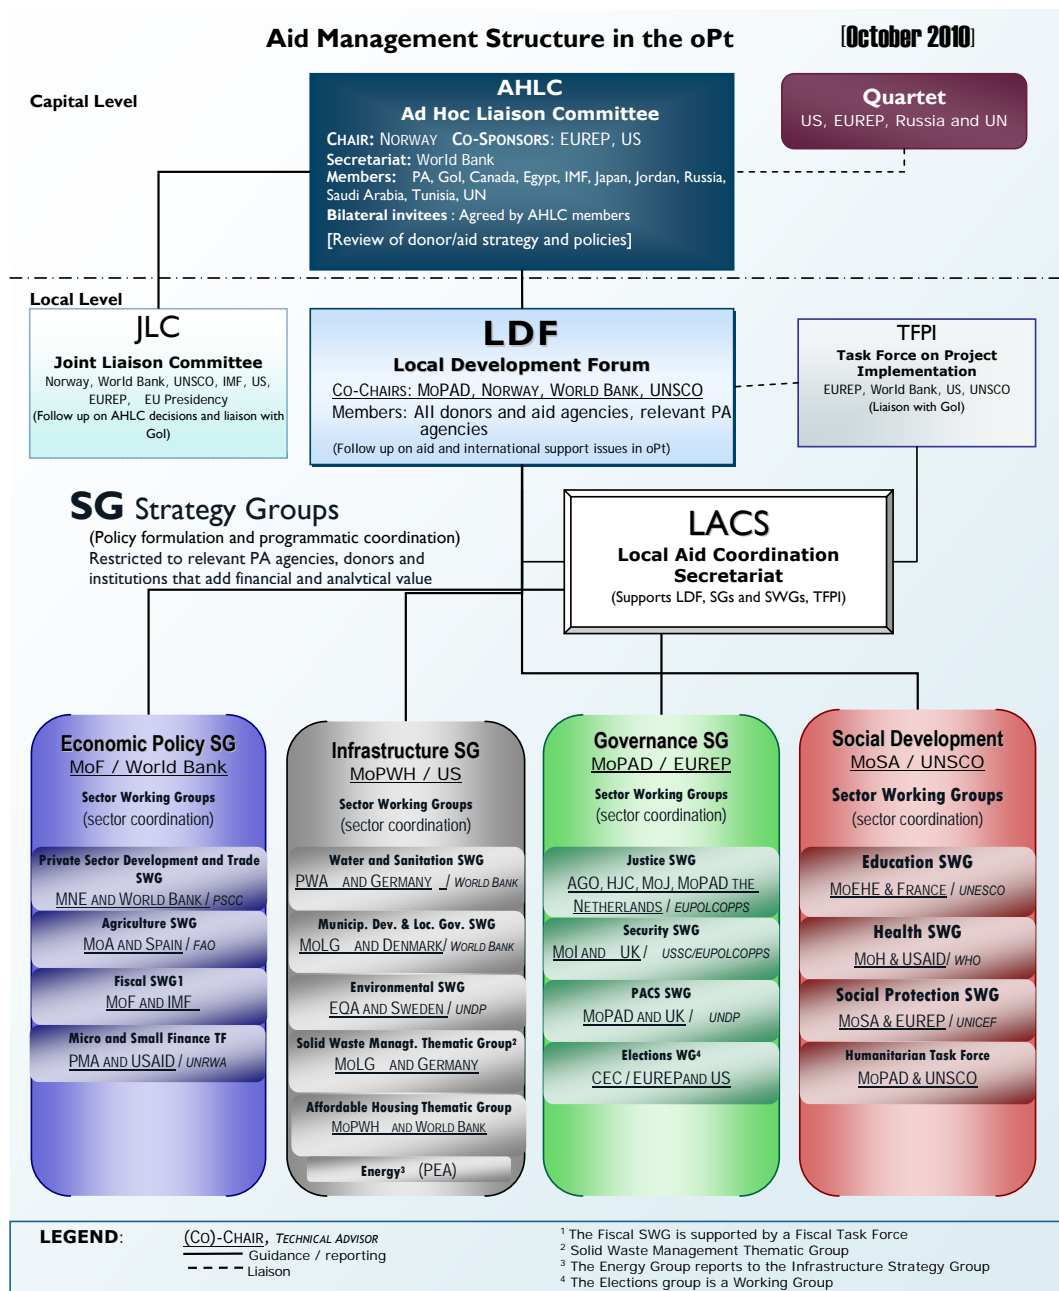 Aid Management Structure in the oPt
[October 2010]
Capital Level
AHLC
Ad Hoc Liaison Committee
CHAIR: NORWAY CO-SPONSORS: EUREP, US
Secretariat: World Bank
Members: PA, GoI, Canada, Egypt, IMF, Japan, Jordan, Russia,
Saudi Arabia, Tunisia, UN
Bilateral invitees : Agreed by AHLC members
[Review of donor/aid strategy and policies]
Quartet
US, EUREP, Russia and UN
Local Level
JLC
Joint Liaison Committee
Norway, World Bank, UNSCO, IMF, US,
EUREP, EU Presidency
(Follow up on AHLC decisions and liaison with
GoI)
LDF
Local Development Forum
CO-CHAIRS: MOPAD, NORWAY, WORLD BANK, UNSCO
Members: All donors and aid agencies, relevant PA
agencies
(Follow up on aid and international support issues in oPt)
TFPI
Task Force on Project
Implementation
EUREP, World Bank, US, UNSCO
(Liaison with GoI)
SG Strategy Groups
(Policy formulation and programmatic coordination)
Restricted to relevant PA agencies, donors and
institutions that add financial and analytical value
LACS
Local Aid Coordination
Secretariat
(Supports LDF, SGs and SWGs, TFPI)
Economic Policy SG
MoF / World Bank
Sector Working Groups
(sector coordination)
Private Sector Development and Trade
SWG
MNE AND WORLD BANK / PSCC
Agriculture SWG
MOA AND SPAIN / FAO
Fiscal SWG1
MOF AND IMF
Micro and Small Finance TF
PMA AND USAID / UNRWA
Infrastructure SG
MoPWH / US
Sector Working Groups
(sector coordination)
Water and Sanitation SWG
PWA AND GERMANY / WORLD BANK
Municip. Dev. & Loc. Gov. SWG
MOLG AND DENMARK/ WORLD BANK
Environmental SWG
EQA AND SWEDEN / UNDP
Solid Waste Managt. Thematic Group2
MOLG AND GERMANY
Affordable Housing Thematic Group
MOPWH AND WORLD BANK
Energy3 (PEA)
Governance SG
MoPAD / EUREP
Sector Working Groups
(sector coordination)
Justice SWG
AGO, HJC, MOJ, MOPAD THE
NETHERLANDS / EUPOLCOPPS
Security SWG
MOI AND UK / USSC/EUPOLCOPPS
PACS SWG
MOPAD AND UK / UNDP
Elections WG4
CEC / EUREP AND US
Social Development
MoSA / UNSCO
Sector Working Groups
(sector coordination)
Education SWG
MOEHE & FRANCE / UNESCO
Health SWG
MOH & USAID/ WHO
Social Protection SWG
MOSA & EUREP / UNICEF
Humanitarian Task Force
MOPAD & UNSCO
LEGEND:
(CO)-CHAIR, TECHNICAL ADVISOR
Guidance / reporting
Liaison
1 The Fiscal SWG is supported by a Fiscal Task Force
2 Solid Waste Management Thematic Group
3 The Energy Group reports to the Infrastructure Strategy Group
4 The Elections group is a Working Group